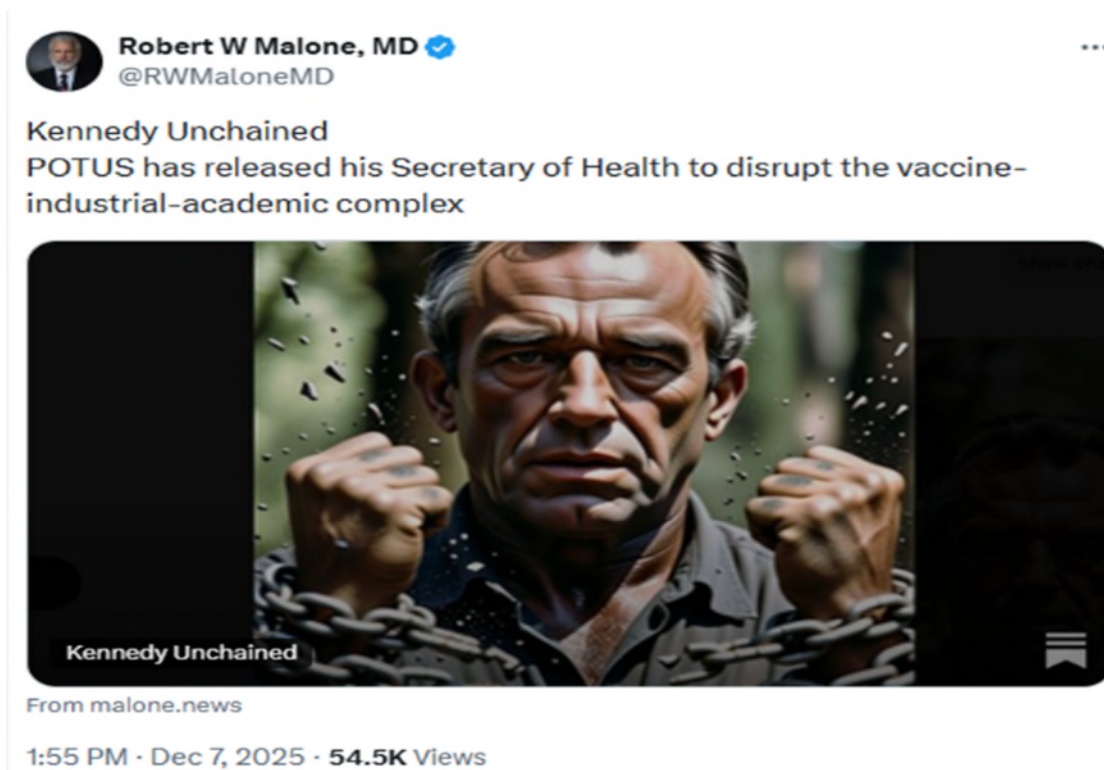 Robert W Malone, MD
@RWMaloneMD
Kennedy Unchained
POTUS has released his Secretary of Health to disrupt the vaccine-
industrial-academic complex
Kennedy Unchained
From malone.news
1:55 PM · Dec 7, 2025 · 54.5K Views